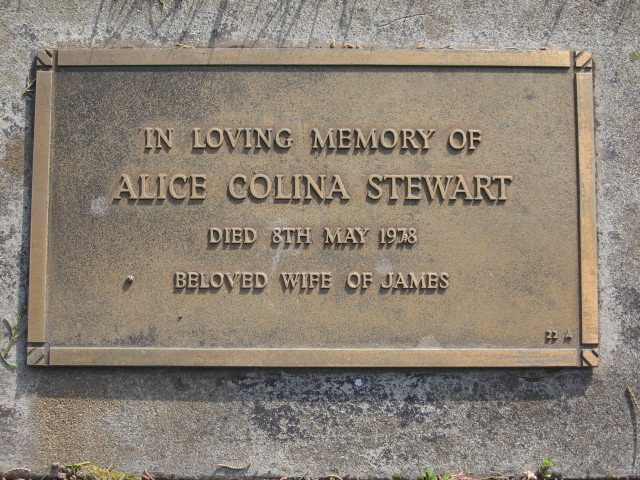 IN LOVING MEMORY OF
ALICE COLINA STEWART
DIED 8TH MAY 1978
BELOVED WIFE OF JAMES
22 A